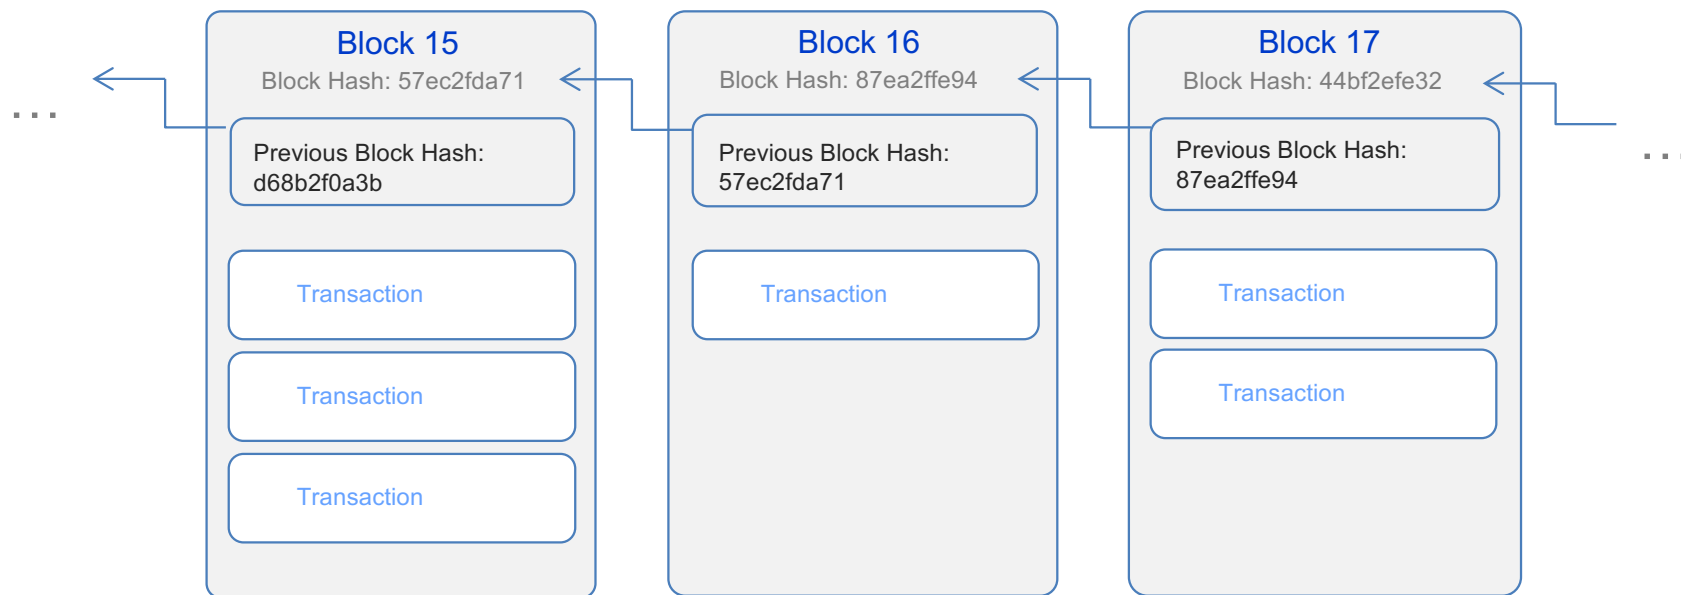 ...
Block 15
Block Hash: 57ec2fda71
Previous Block Hash:
d68b2f0a3b
Transaction
Transaction
Transaction
Block 16
Block Hash: 87ea2ffe94
Previous Block Hash:
57ec2fda71
Transaction
Block 17
Block Hash: 44bf2efe32
Previous Block Hash:
87ea2ffe94
Transaction
Transaction
...